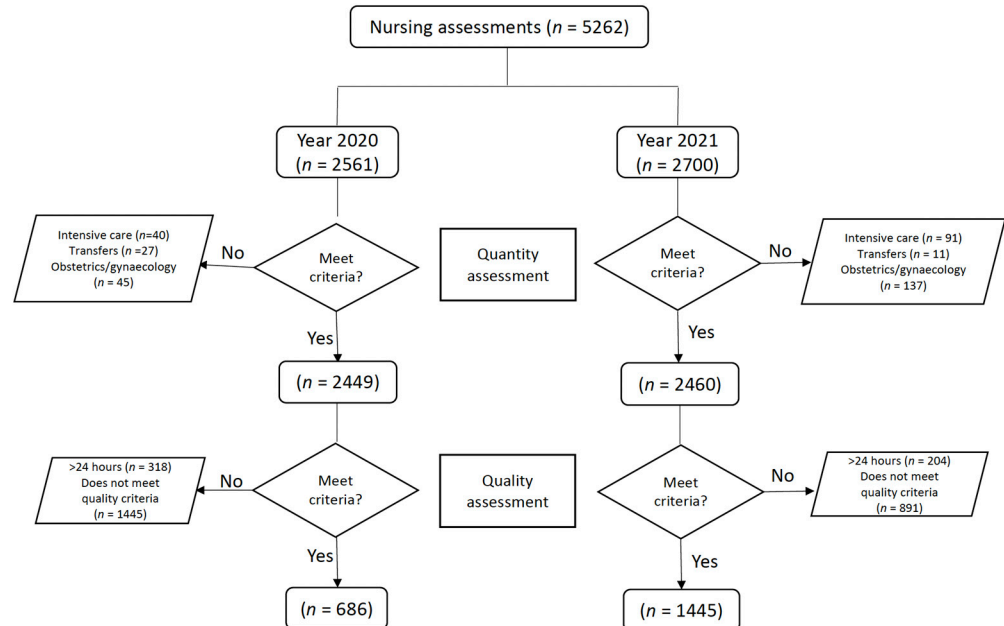 Nursing assessments (n = 5262)
Year 2020
(n = 2561)
Year 2021
(n = 2700)
Intensive care (n=40)
Transfers (n =27)
Obstetrics/gynaecology
(n = 45)
No
Meet
criteria?
Quantity
assessment
Meet
criteria?
No
Intensive care (n = 91)
Transfers (n = 11)
Obstetrics/gynaecology
(n = 137)
Yes
Yes
(n = 2449)
(n = 2460)
>24 hours (n = 318)
Does not meet
quality criteria
(n = 1445)
No
Meet
criteria?
Quality
assessment
Meet
criteria?
No
>24 hours (n = 204)
Does not meet
quality criteria
(n = 891)
Yes
Yes
(n = 686)
(n = 1445)